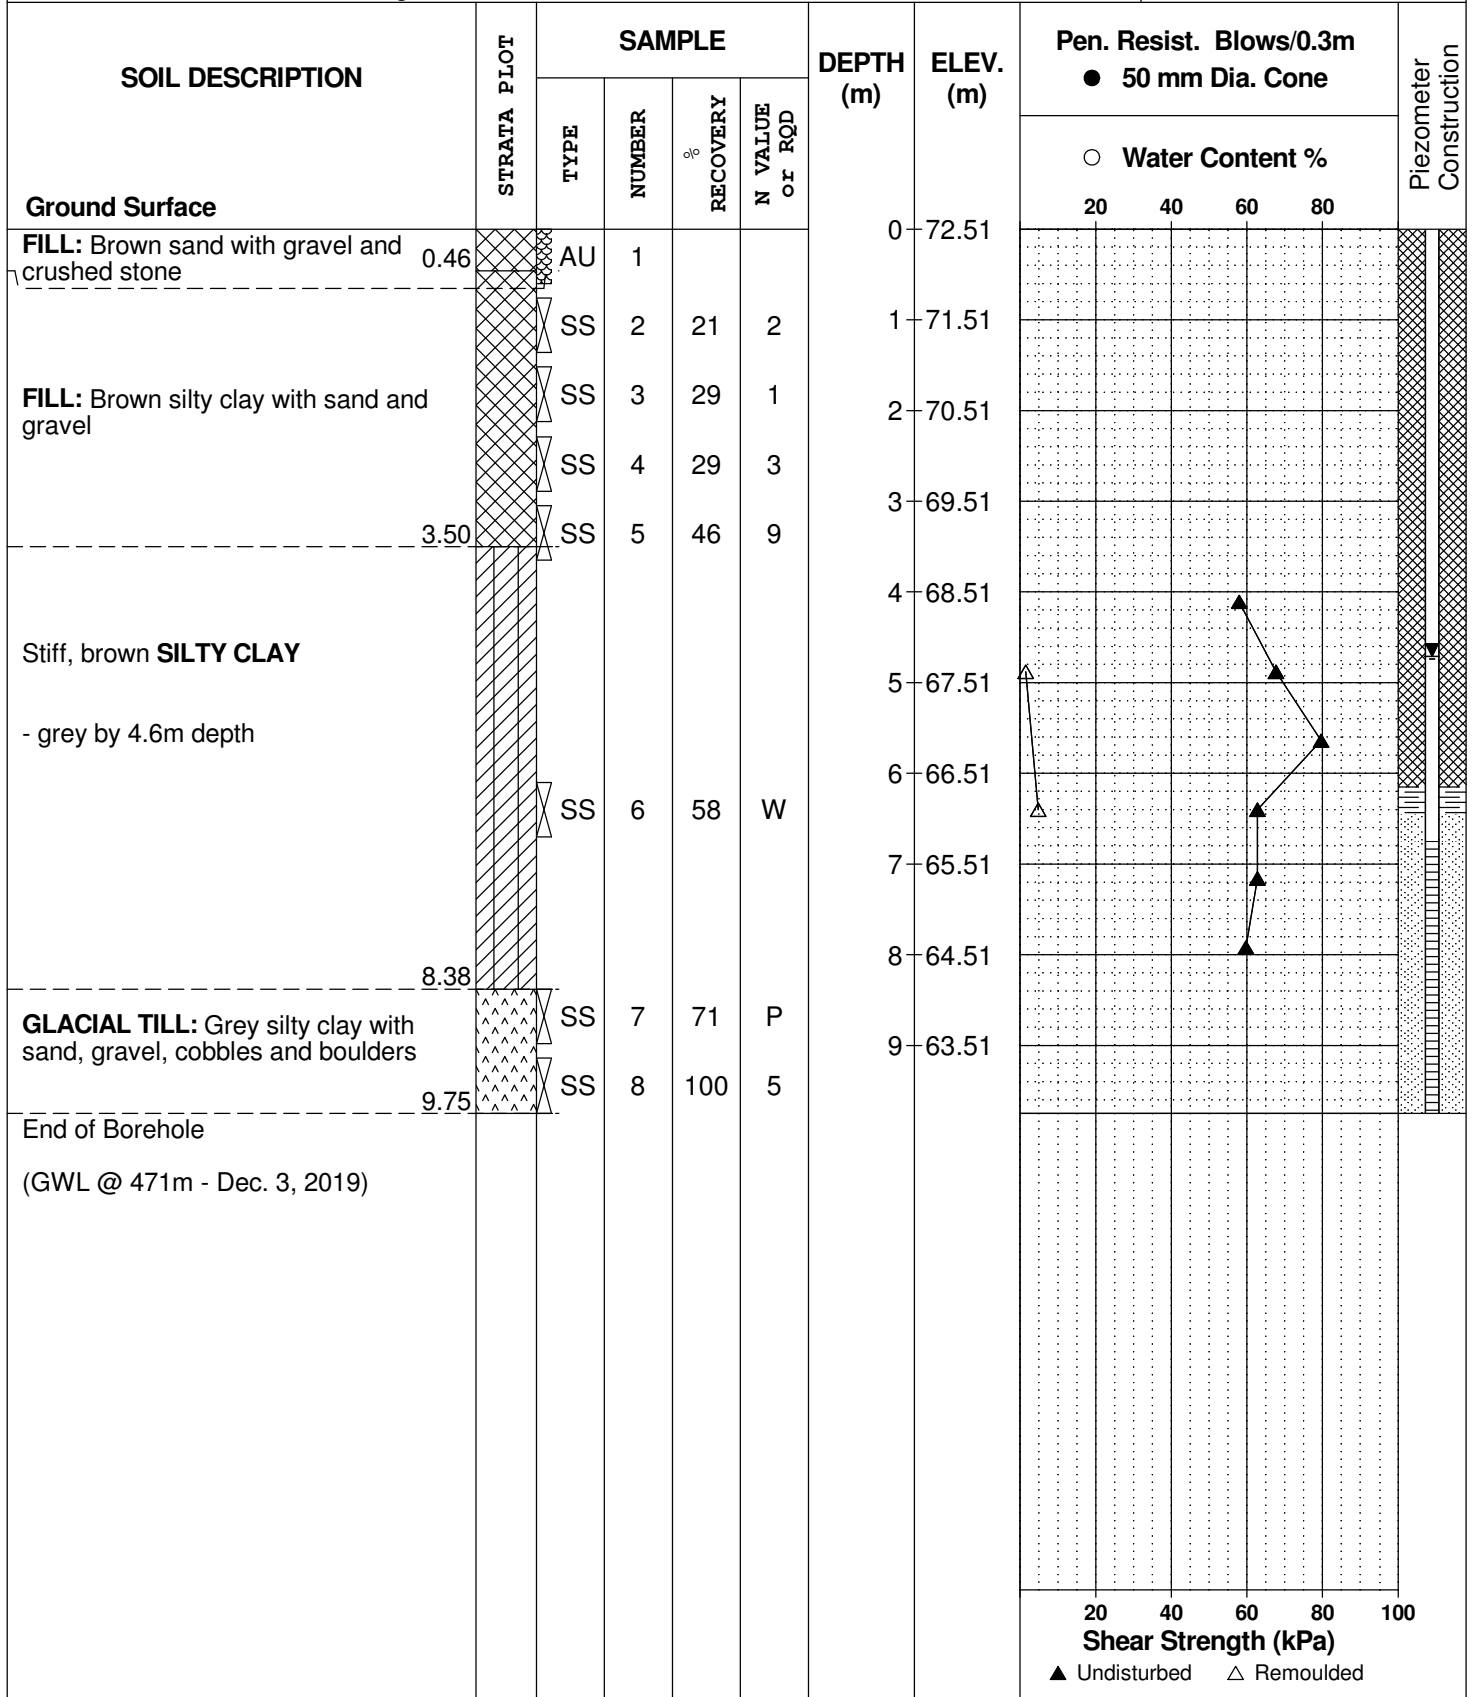 SOIL DESCRIPTION
STRATA PLOT
SAMPLE
TYPE
NUMBER
% RECOVERY
N VALUE
or RQD
DEPTH
(m)
ELEV.
(m)
Pen. Resist. Blows/0.3m
● 50 mm Dia. Cone
○ Water Content %
20 40 60 80
Piezometer
Construction
Ground Surface
0 72.51
FILL: Brown sand with gravel and
crushed stone
0.46
AU 1
SS 2 21 2
1 71.51
FILL: Brown silty clay with sand and
gravel
SS 3 29 1
2 70.51
SS 4 29 3
3 69.51
3.50
SS 5 46 9
4 68.51
Stiff, brown SILTY CLAY
5 67.51
- grey by 4.6m depth
6 66.51
SS 6 58 W
7 65.51
8 64.51
8.38
GLACIAL TILL: Grey silty clay with
sand, gravel, cobbles and boulders
SS 7 71 P
9 63.51
SS 8 100 5
9.75
End of Borehole
(GWL @ 471m - Dec. 3, 2019)
20 40 60 80 100
Shear Strength (kPa)
▲ Undisturbed △ Remoulded